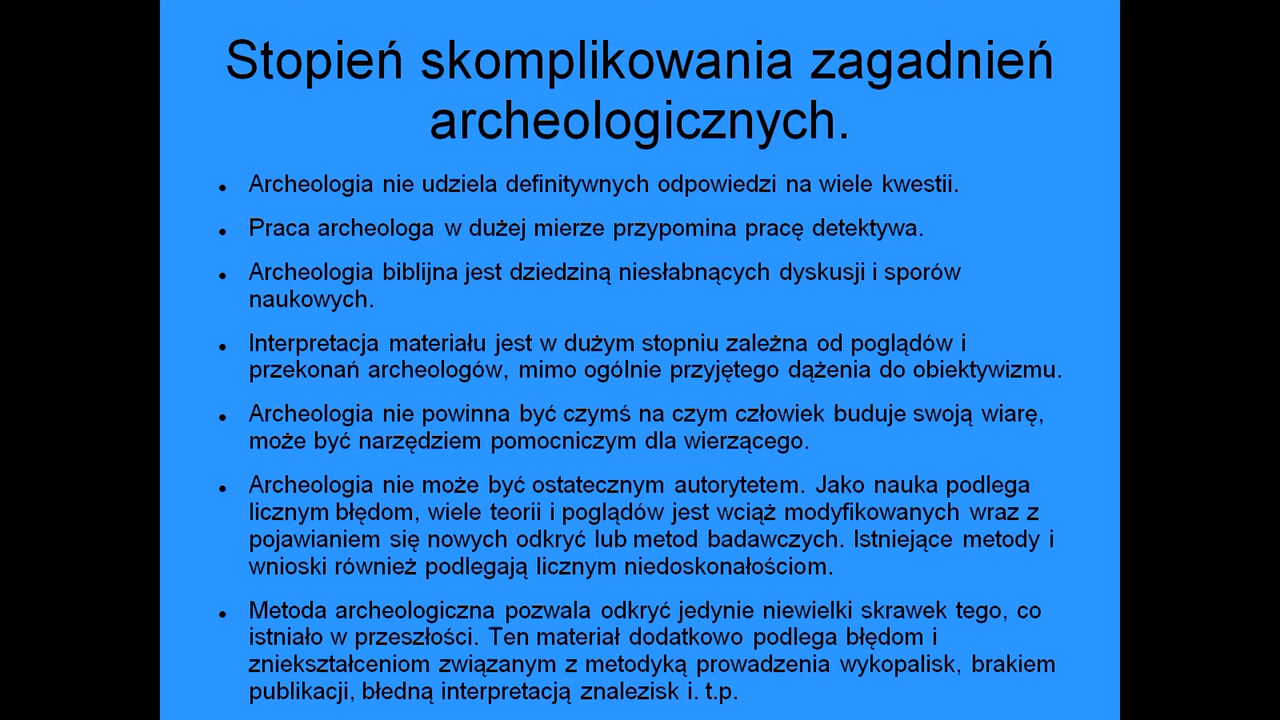 Stopień skomplikowania zagadnień
archeologicznych.
• Archeologia nie udziela definitywnych odpowiedzi na wiele kwestii.
• Praca archeologa w dużej mierze przypomina pracę detektywa.
• Archeologia biblijna jest dziedziną niesłabnących dyskusji i sporów
naukowych.
• Interpretacja materiału jest w dużym stopniu zależna od poglądów i
przekonań archeologów, mimo ogólnie przyjętego dążenia do obiektywizmu.
• Archeologia nie powinna być czymś na czym człowiek buduje swoją wiarę,
może być narzędziem pomocniczym dla wierzącego.
• Archeologia nie może być ostatecznym autorytetem. Jako nauka podlega
licznym błędom, wiele teorii i poglądów jest wciąż modyfikowanych wraz z
pojawianiem się nowych odkryć lub metod badawczych. Istniejące metody i
wnioski również podlegają licznym niedoskonałościom.
• Metoda archeologiczna pozwala odkryć jedynie niewielki skrawek tego, co
istniało w przeszłości. Ten materiał dodatkowo podlega błędom i
zniekształceniom związanym z metodyką prowadzenia wykopalisk, brakiem
publikacji, błedną interpretacją znalezisk i. t.p.